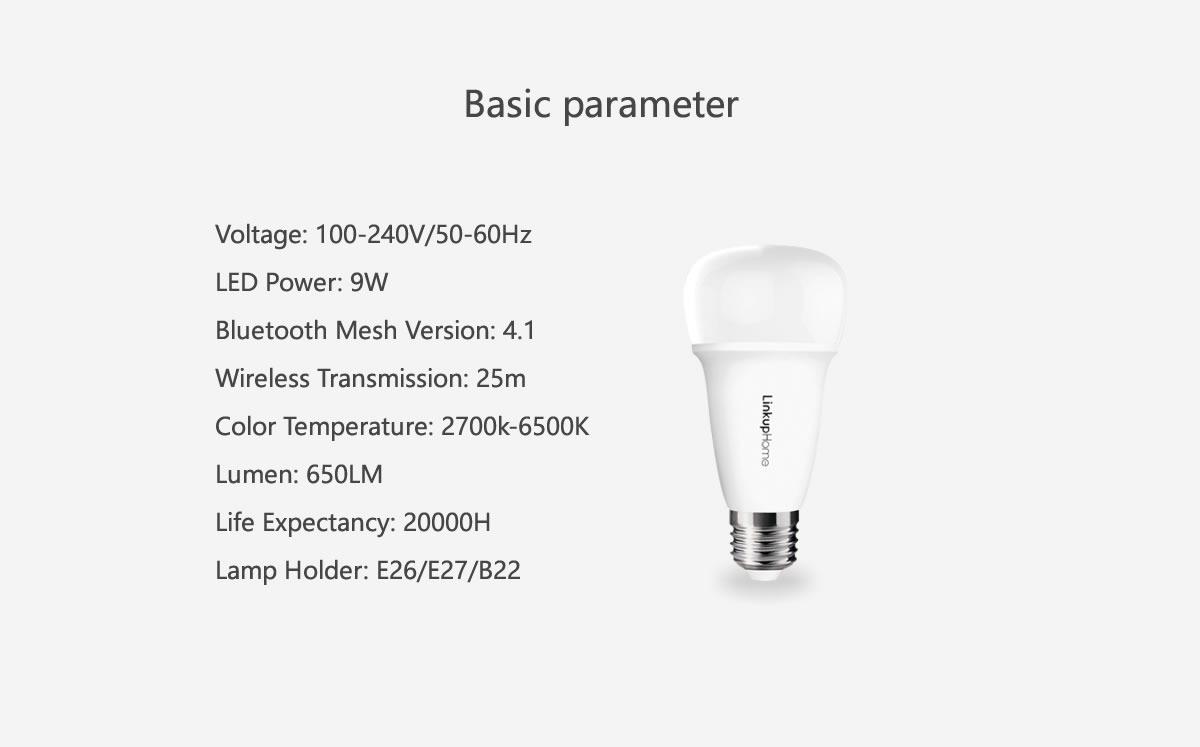 Basic parameter
Voltage: 100-240V/50-60Hz
LED Power: 9W
Bluetooth Mesh Version: 4.1
Wireless Transmission: 25m
Color Temperature: 2700k-6500K
Lumen: 650LM
Life Expectancy: 20000H
Lamp Holder: E26/E27/B22
LinkupHome